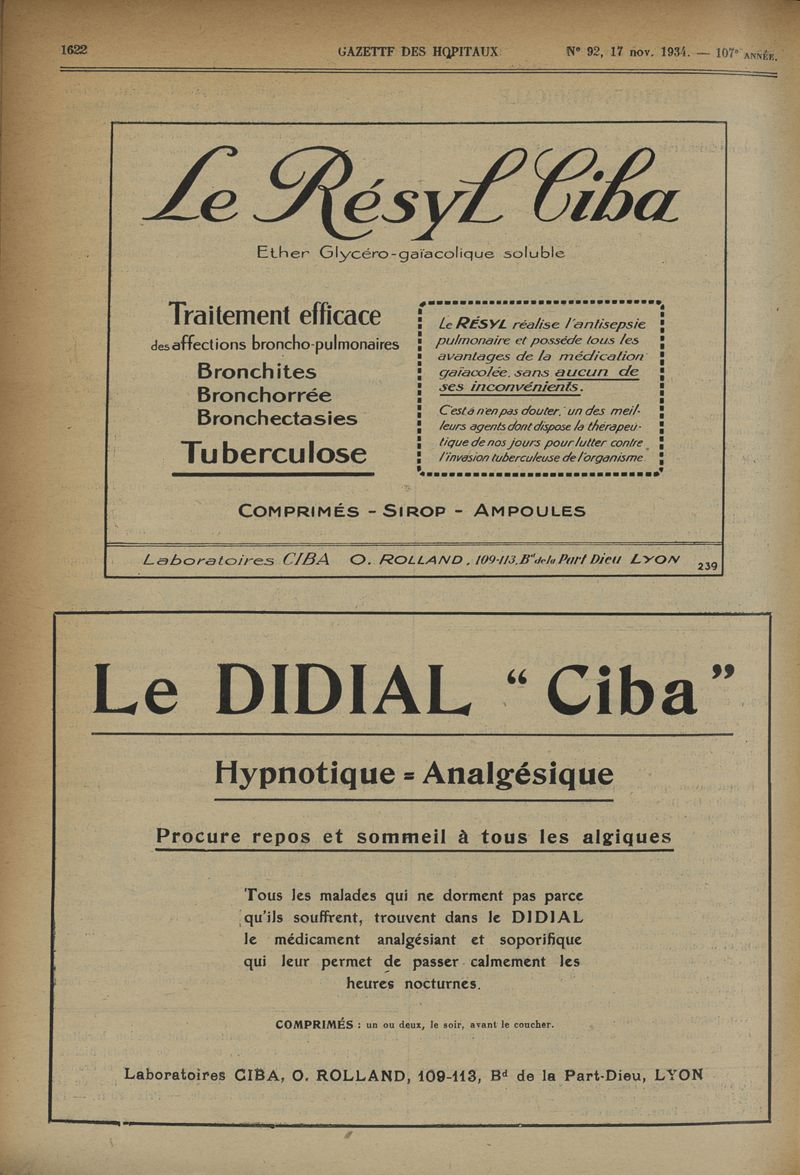 1622
GAZETTE DES HOPITAUX
N° 92, 17 nov. 1934. — 107e ANNÉE.
Le Résyl Ciba
Ether Glycéro-gaïacolique soluble
Traitement efficace
des affections broncho-pulmonaires
Bronchites
Bronchorrée
Bronchectasies
Tuberculose
Le RÉSYL réalise l'antisepsie
pulmonaire et possède tous les
avantages de la médication
gaïacolée, sans aucun de
ses inconvénients.
C'est à n'en pas douter, un des meil-
leurs agents dont dispose la thérapeu-
tique de nos jours pour lutter contre
l'invasion tuberculeuse de l'organisme
COMPRIMÉS - SIROP - AMPOULES
Laboratoires CIBA O. ROLLAND, 109-113, Bd de la Part Dieu LYON
239
Le DIDIAL “ Ciba ”
Hypnotique = Analgésique
Procure repos et sommeil à tous les algiques
Tous les malades qui ne dorment pas parce
qu'ils souffrent, trouvent dans le DIDIAL
le médicament analgésiant et soporifique
qui leur permet de passer calmement les
heures nocturnes.
COMPRIMÉS : un ou deux, le soir, avant le coucher.
Laboratoires CIBA, O. ROLLAND, 109-113, Bd de la Part-Dieu, LYON